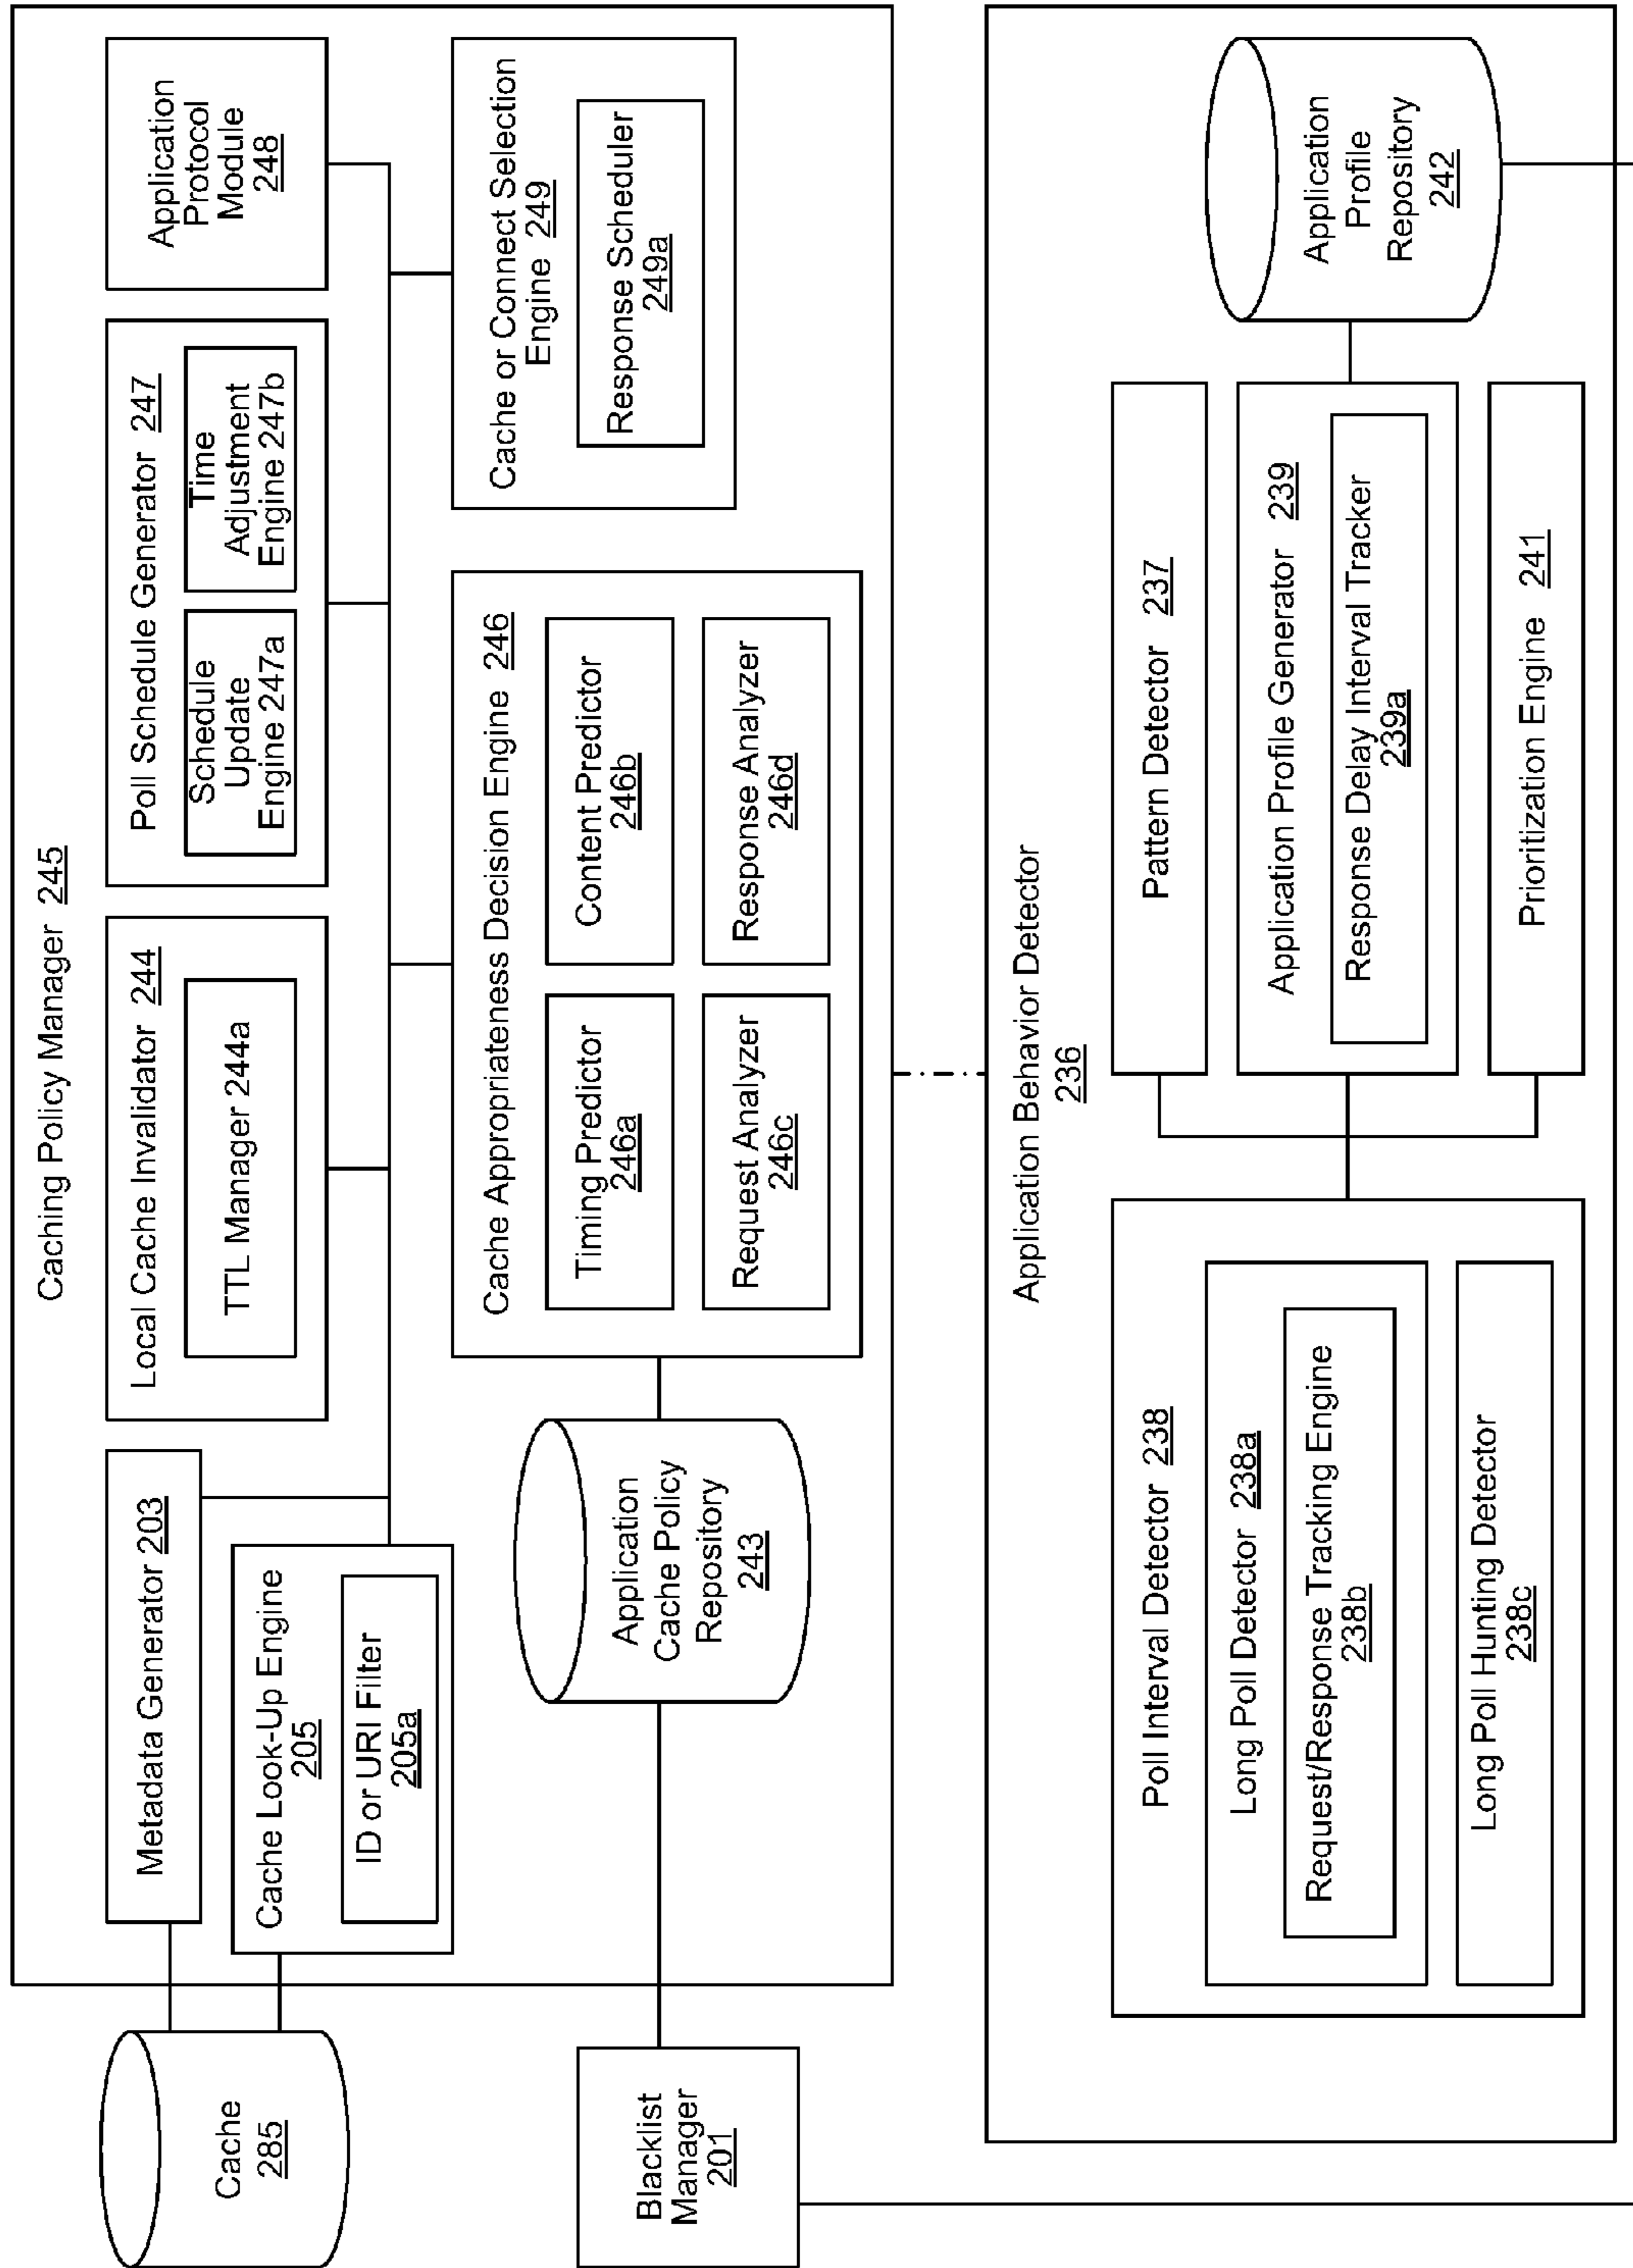 Caching Policy Manager 245
Cache
285
Metadata Generator 203
Cache Look-Up Engine
205
ID or URI Filter
205a
Local Cache Invalidator 244
TTL Manager 244a
Poll Schedule Generator 247
Schedule
Update
Engine 247a
Time
Adjustment
Engine 247b
Application
Protocol
Module
248
Blacklist
Manager
201
Application
Cache Policy
Repository
243
Cache Appropriateness Decision Engine 246
Timing Predictor
246a
Content Predictor
246b
Request Analyzer
246c
Response Analyzer
246d
Cache or Connect Selection
Engine 249
Response Scheduler
249a
Application Behavior Detector
236
Poll Interval Detector 238
Long Poll Detector 238a
Request/Response Tracking Engine
238b
Long Poll Hunting Detector
238c
Pattern Detector 237
Application Profile Generator 239
Response Delay Interval Tracker
239a
Prioritization Engine 241
Application
Profile
Repository
242